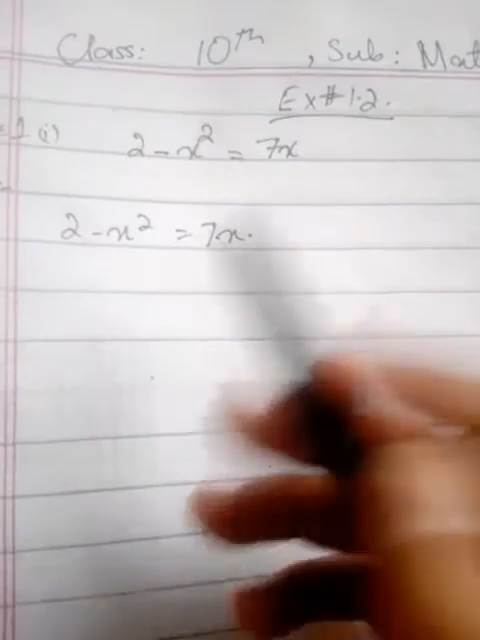 Class: 10th , Sub: Mat
Ex#1.2.
(i) 2-x² = 7x
2-x² = 7x.